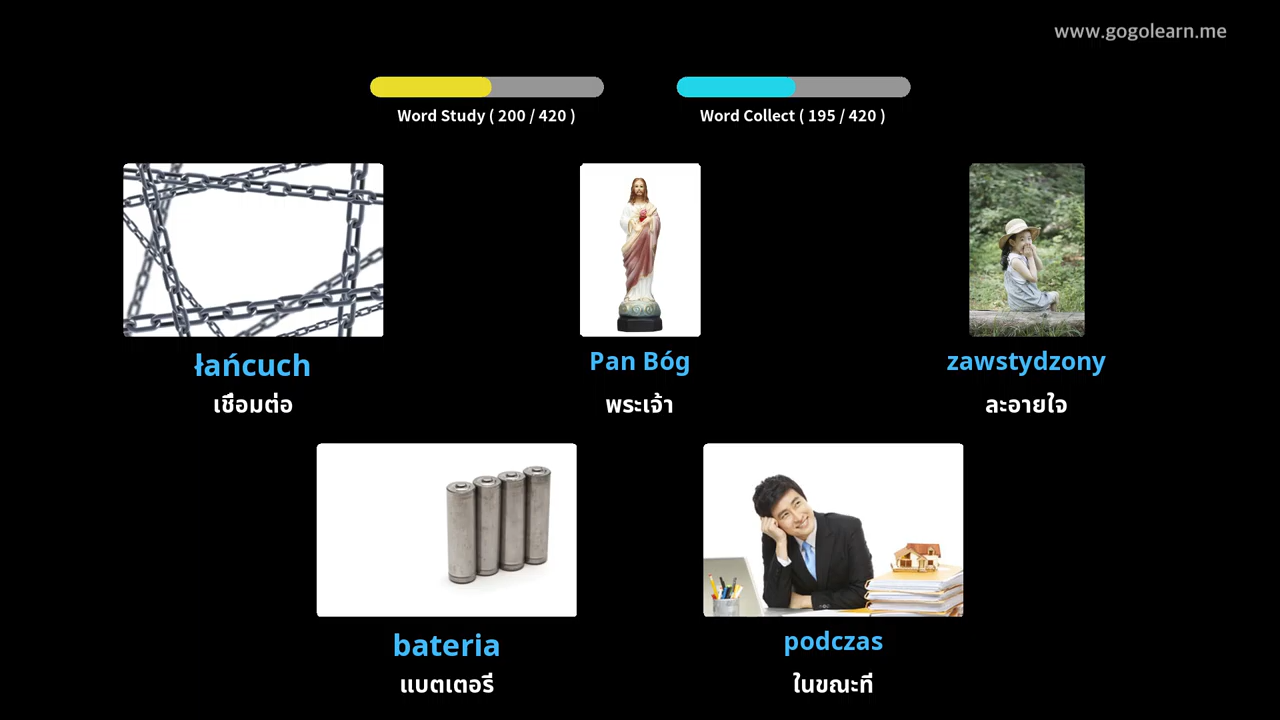 www.gogolearn.me
Word Study ( 200 / 420 )
Word Collect ( 195 / 420 )
łańcuch
เชื่อมต่อ
Pan Bóg
พระเจ้า
zawstydzony
ละอายใจ
bateria
แบตเตอรี่
podczas
ในขณะที่